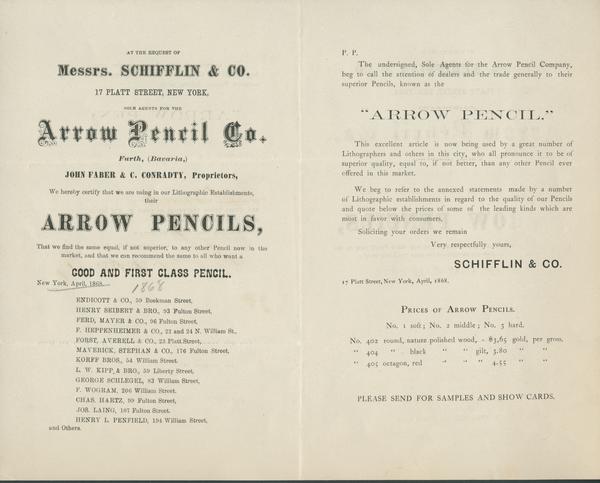 AT THE REQUEST OF
Messrs. SCHIFFLIN & CO.
17 PLATT STREET, NEW YORK,
SOLE AGENTS FOR THE
Arrow Pencil Co.
Furth, (Bavaria,)
JOHN FABER & C. CONRADTY, Proprietors,
We hereby certify that we are using in our Lithographic Establishments,
their
ARROW PENCILS,
That we find the same equal, if not superior, to any other Pencil now in the
market, and that we can recommend the same to all who want a
GOOD AND FIRST CLASS PENCIL.
New York, April, 1868.
1868
ENDICOTT & CO., 59 Beekman Street,
HENRY SEIBERT & BRO., 93 Fulton Street,
FERD, MAYER & CO., 96 Fulton Street,
F. HEPPENHEIMER & CO., 22 and 24 N. William St.,
FORST, AVERELL & CO., 23 Platt Street,
MAVERICK, STEPHAN & CO., 176 Fulton Street,
KORFF BROS., 54 William Street.
L. W. KIPP, & BRO., 59 Liberty Street,
GEORGE SCHLEGEL, 83 William Street,
F. WOGRAM, 206 William Street.
CHAS. HARTZ, 99 Fulton Street,
JOS. LAING, 107 Fulton Street.
HENRY L. PENFIELD, 194 William Street,
and Others.
P. P.
The undersigned, Sole Agents for the Arrow Pencil Company,
beg to call the attention of dealers and the trade generally to their
superior Pencils, known as the
"ARROW PENCIL."
This excellent article is now being used by a great number of
Lithographers and others in this city, who all pronounce it to be of
superior quality, equal to, if not better, than any other Pencil ever
offered in this market.
We beg to refer to the annexed statements made by a number
of Lithographic establishments in regard to the quality of our Pencils
and quote below the prices of some of the leading kinds which are
most in favor with consumers.
Soliciting your orders we remain
Very respectfully yours,
SCHIFFLIN & CO.
17 Platt Street, New York, April, 1868.
PRICES OF ARROW PENCILS.
No. 1 soft; No. 2 middle; No. 3 hard.
No. 402 round, nature polished wood, - $3,65 gold, per gross.
" 404 " black " " gilt, 3.80 " "
" 405 octagon, red " " " 4.55 " "
PLEASE SEND FOR SAMPLES AND SHOW CARDS.